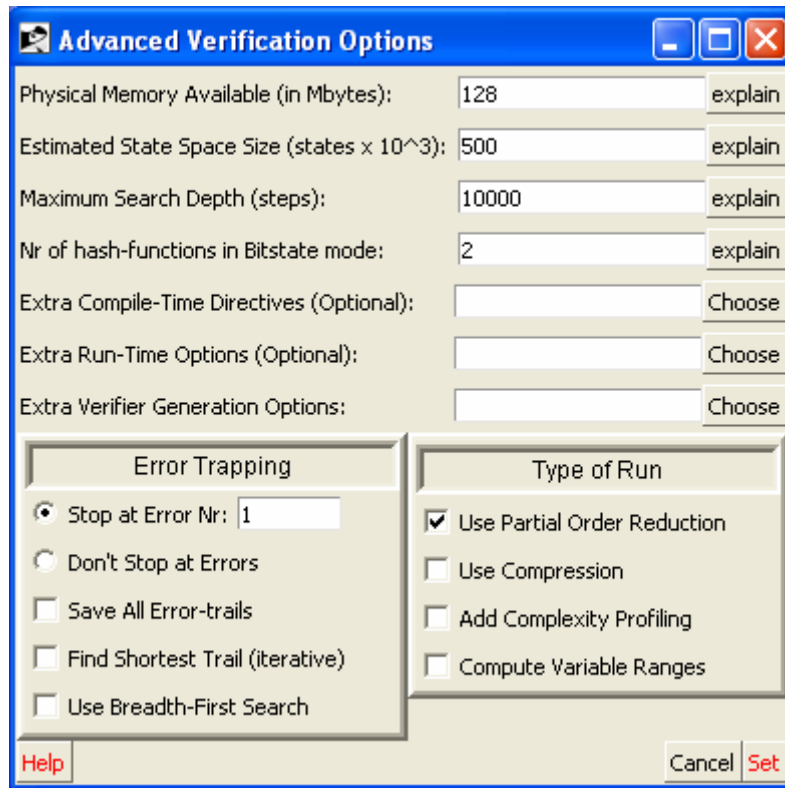 Advanced Verification Options
Physical Memory Available (in Mbytes): 128 explain
Estimated State Space Size (states x 10^3): 500 explain
Maximum Search Depth (steps): 10000 explain
Nr of hash-functions in Bitstate mode: 2 explain
Extra Compile-Time Directives (Optional): Choose
Extra Run-Time Options (Optional): Choose
Extra Verifier Generation Options: Choose
Error Trapping
Stop at Error Nr: 1
Don't Stop at Errors
Save All Error-trails
Find Shortest Trail (iterative)
Use Breadth-First Search
Type of Run
Use Partial Order Reduction
Use Compression
Add Complexity Profiling
Compute Variable Ranges
Help Cancel Set